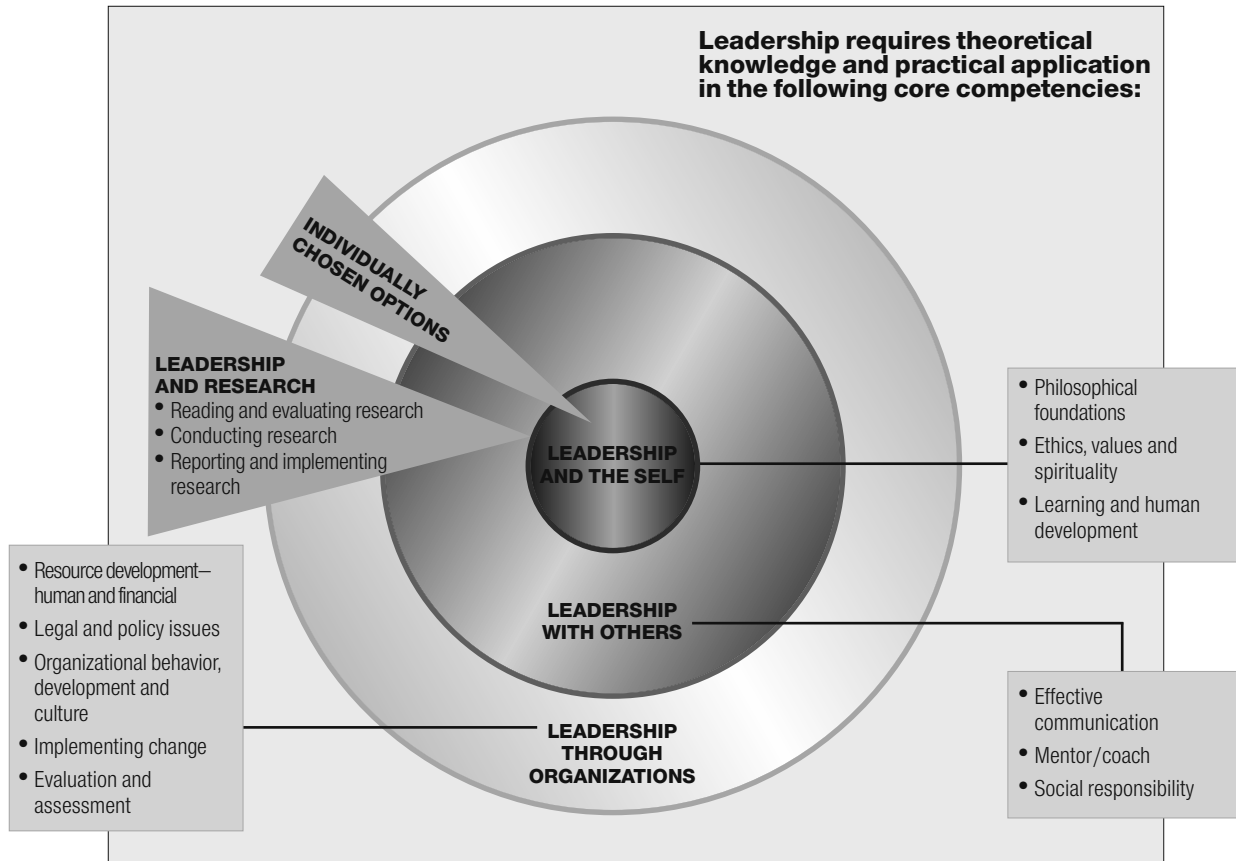 Leadership requires theoretical
knowledge and practical application
in the following core competencies:
INDIVIDUALLY
CHOSEN OPTIONS
LEADERSHIP
AND RESEARCH
• Reading and evaluating research
• Conducting research
• Reporting and implementing
research
LEADERSHIP
AND THE SELF
• Philosophical
foundations
• Ethics, values and
spirituality
• Learning and human
development
LEADERSHIP
WITH OTHERS
• Effective
communication
• Mentor/coach
• Social responsibility
LEADERSHIP
THROUGH
ORGANIZATIONS
• Resource development–
human and financial
• Legal and policy issues
• Organizational behavior,
development and
culture
• Implementing change
• Evaluation and
assessment